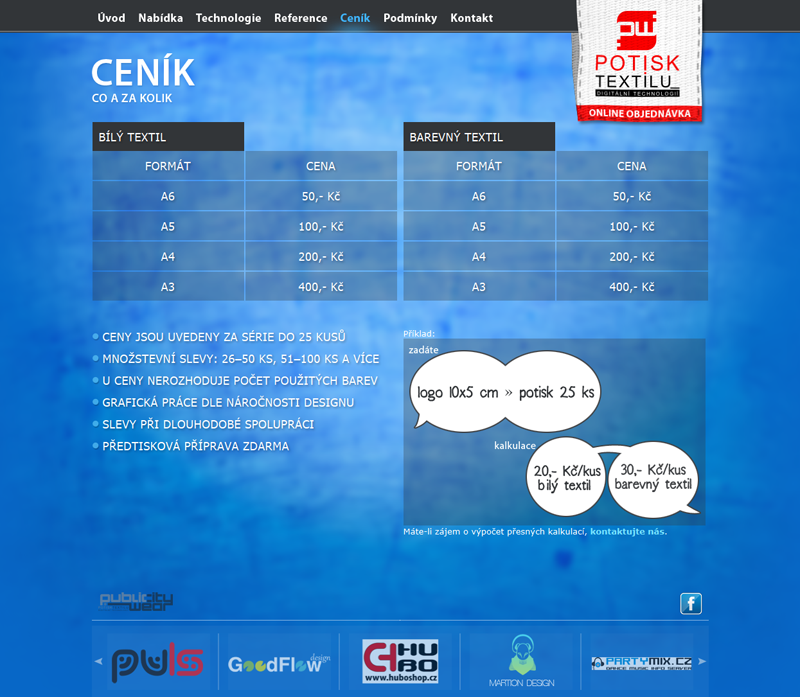 Úvod Nabídka Technologie Reference Ceník Podmínky Kontakt
PW
POTISK
TEXTILU
DIGITÁLNÍ TECHNOLOGIÍ
ONLINE OBJEDNÁVKA
CENÍK
CO A ZA KOLIK
BÍLÝ TEXTIL
FORMÁT CENA
A6 50,- Kč
A5 100,- Kč
A4 200,- Kč
A3 400,- Kč
BAREVNÝ TEXTIL
FORMÁT CENA
A6 50,- Kč
A5 100,- Kč
A4 200,- Kč
A3 400,- Kč
CENY JSOU UVEDENY ZA SÉRIE DO 25 KUSŮ
MNOŽSTEVNÍ SLEVY: 26–50 KS, 51–100 KS A VÍCE
U CENY NEROZHODUJE POČET POUŽITÝCH BAREV
GRAFICKÁ PRÁCE DLE NÁROČNOSTI DESIGNU
SLEVY PŘI DLOUHODOBÉ SPOLUPRÁCI
PŘEDTISKOVÁ PŘÍPRAVA ZDARMA
Příklad:
zadáte
logo 10x5 cm » potisk 25 ks
kalkulace
20,- Kč/kus
bílý textil
30,- Kč/kus
barevný textil
Máte-li zájem o výpočet přesných kalkulací, kontaktujte nás.
publicity
wear
f
puls
GoodFlow design
HUBO
www.huboshop.cz
MARTION DESIGN
PARTYMIX.CZ
DANCE MUSIC INFO SERVER